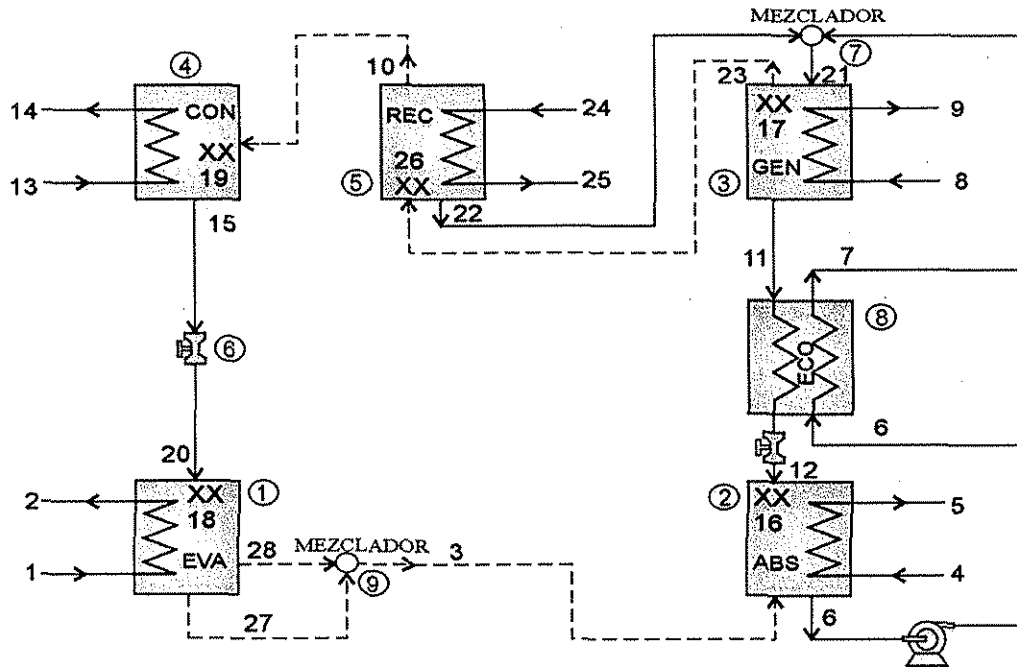 MEZCLADOR
④
10
23
21
⑦
14
CON
REC
24
XX
17
9
XX
19
26
⑤
XX
GEN
③
13
25
8
15
22
11
7
⑧
⑥
ECO
6
20
12
2
XX
①
②
XX
5
18
16
28
MEZCLADOR
3
1
EVA
⑨
ABS
4
27
6